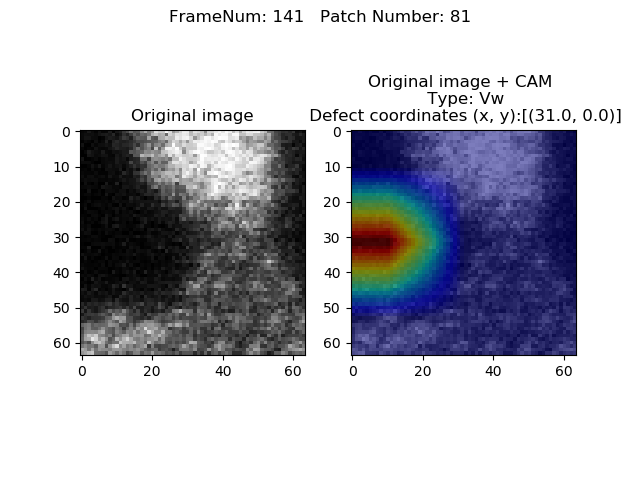 FrameNum: 141   Patch Number: 81
Original image
0
10
20
30
40
50
60
0 20 40 60
Original image + CAM
Type: Vw
Defect coordinates (x, y):[(31.0, 0.0)]
0
10
20
30
40
50
60
0 20 40 60